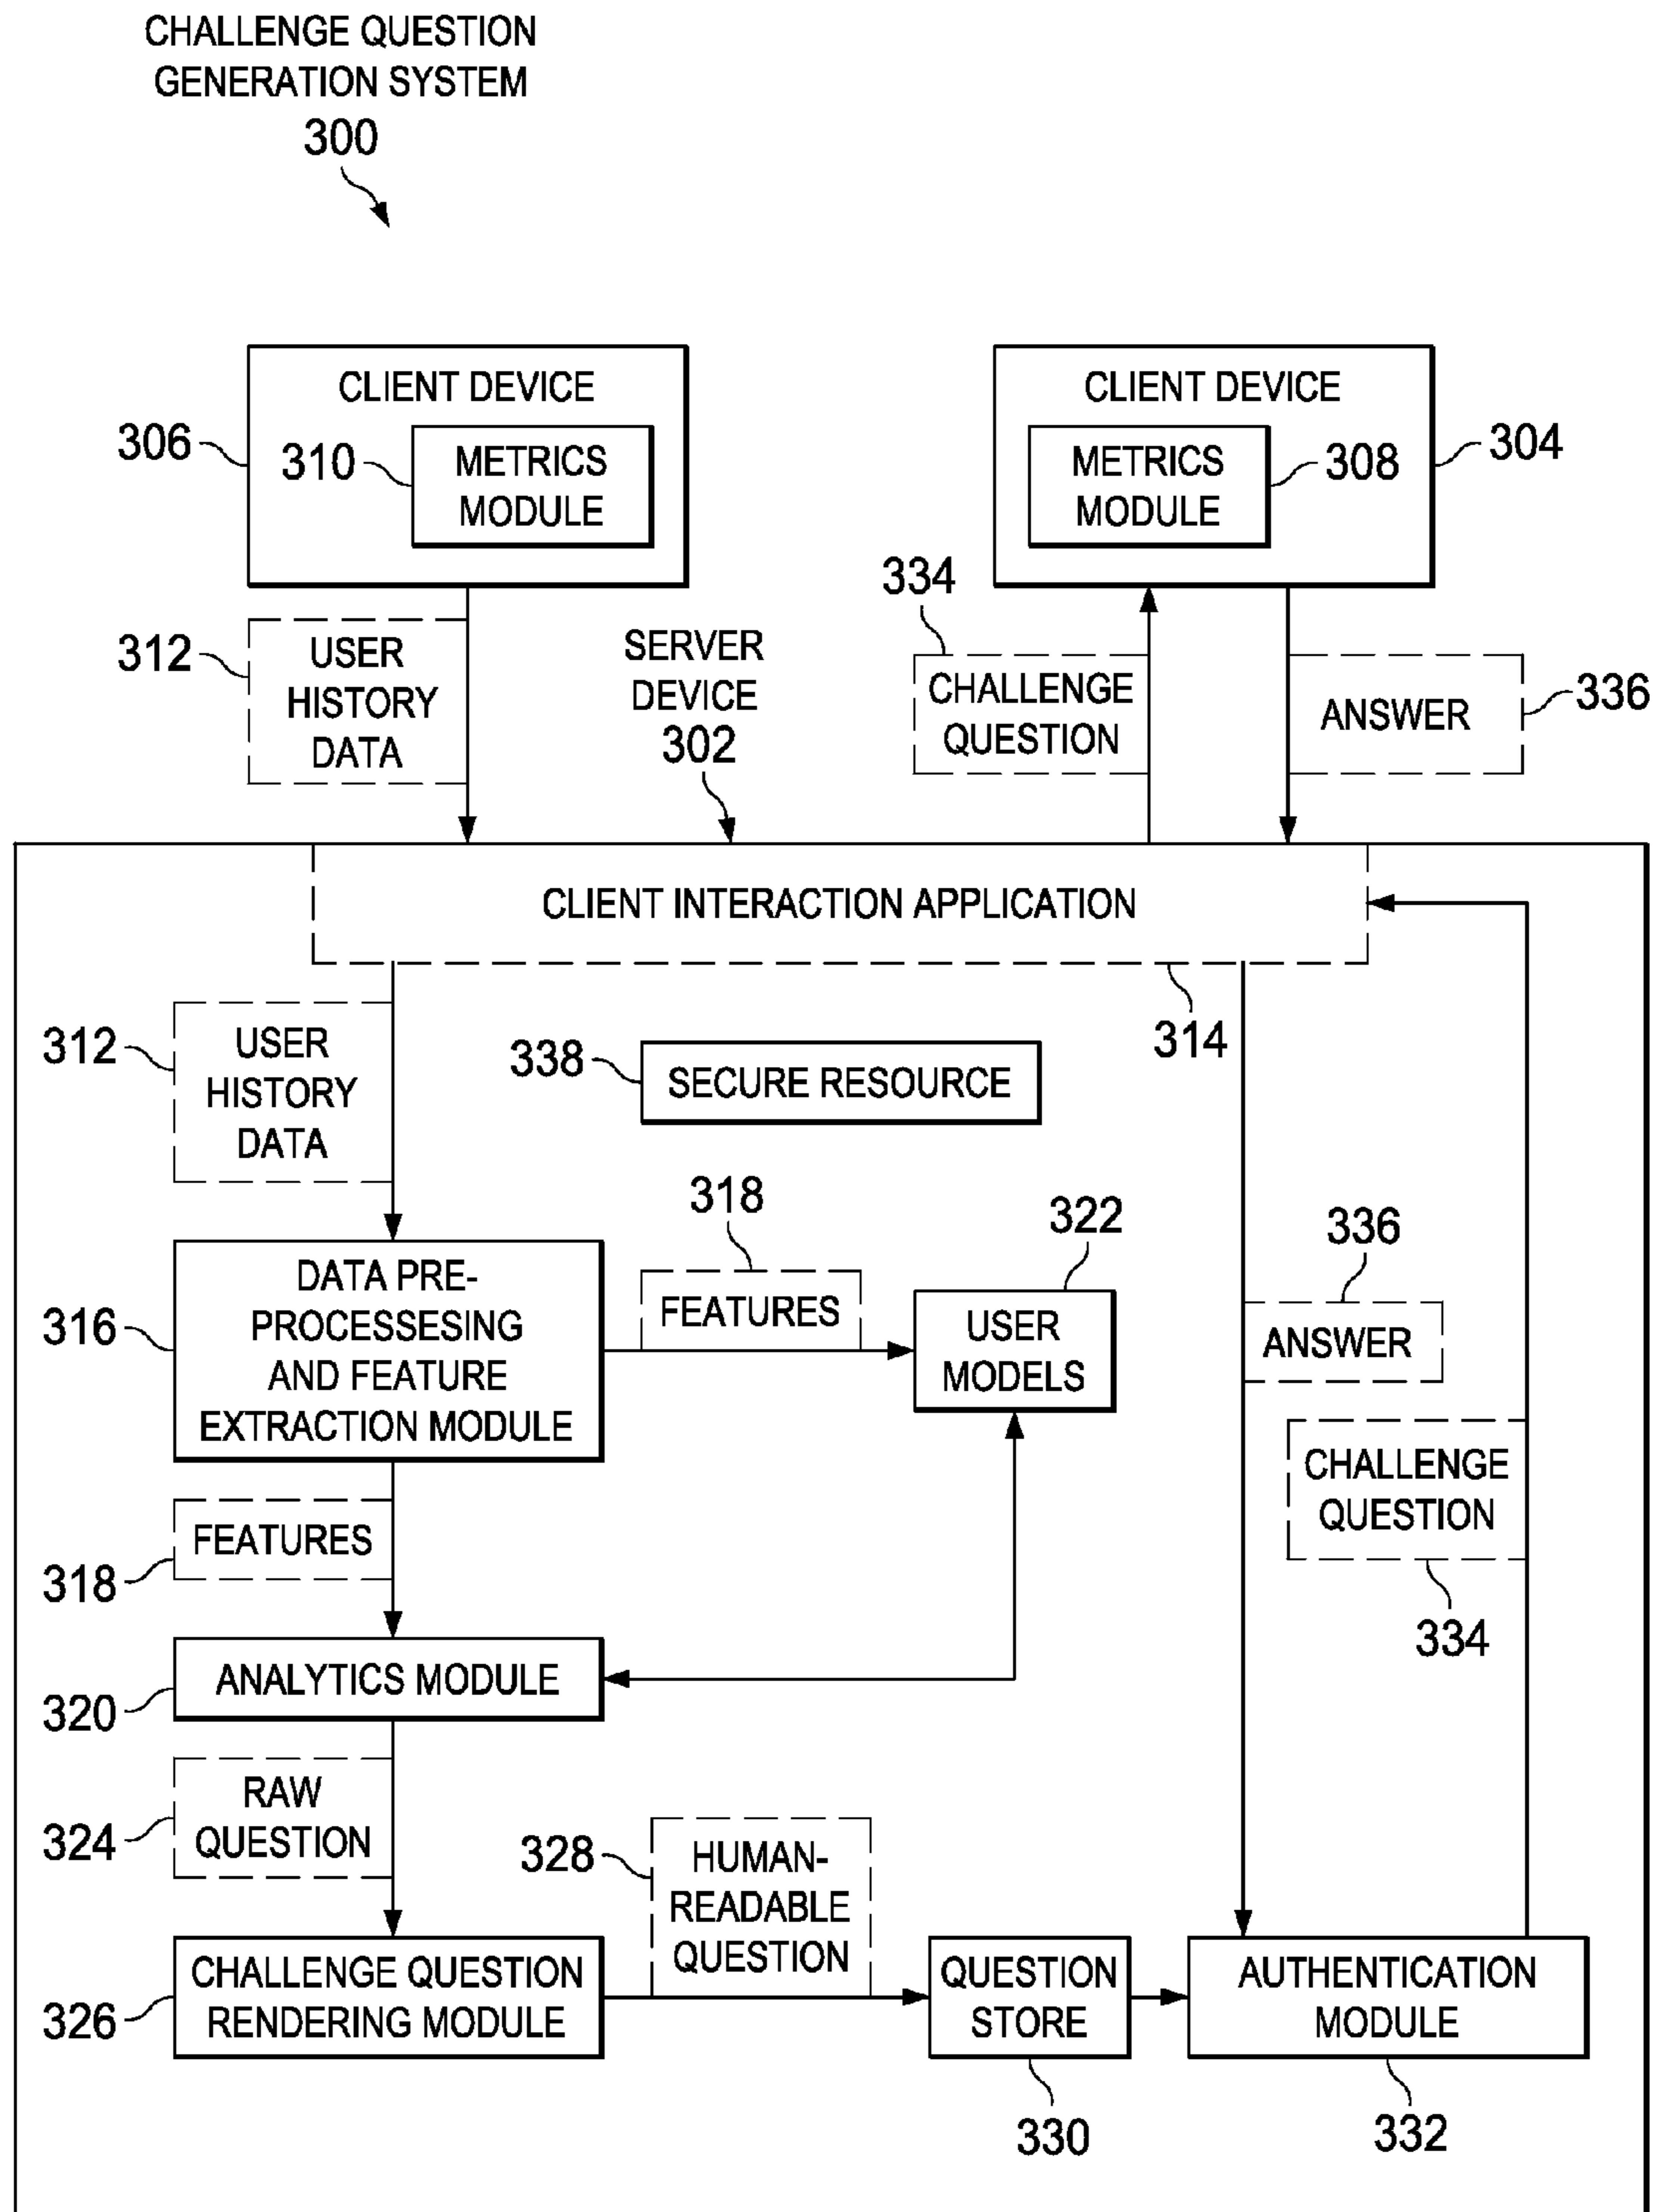 CHALLENGE QUESTION
GENERATION SYSTEM
300
CLIENT DEVICE
306
310
METRICS
MODULE
CLIENT DEVICE
METRICS
MODULE
308
304
312
USER
HISTORY
DATA
SERVER
DEVICE
302
334
CHALLENGE
QUESTION
ANSWER
336
CLIENT INTERACTION APPLICATION
314
312
USER
HISTORY
DATA
338
SECURE RESOURCE
316
DATA PRE-
PROCESSESING
AND FEATURE
EXTRACTION MODULE
318
FEATURES
322
USER
MODELS
336
ANSWER
CHALLENGE
QUESTION
334
318
FEATURES
320
ANALYTICS MODULE
324
RAW
QUESTION
328
HUMAN-
READABLE
QUESTION
326
CHALLENGE QUESTION
RENDERING MODULE
QUESTION
STORE
330
AUTHENTICATION
MODULE
332